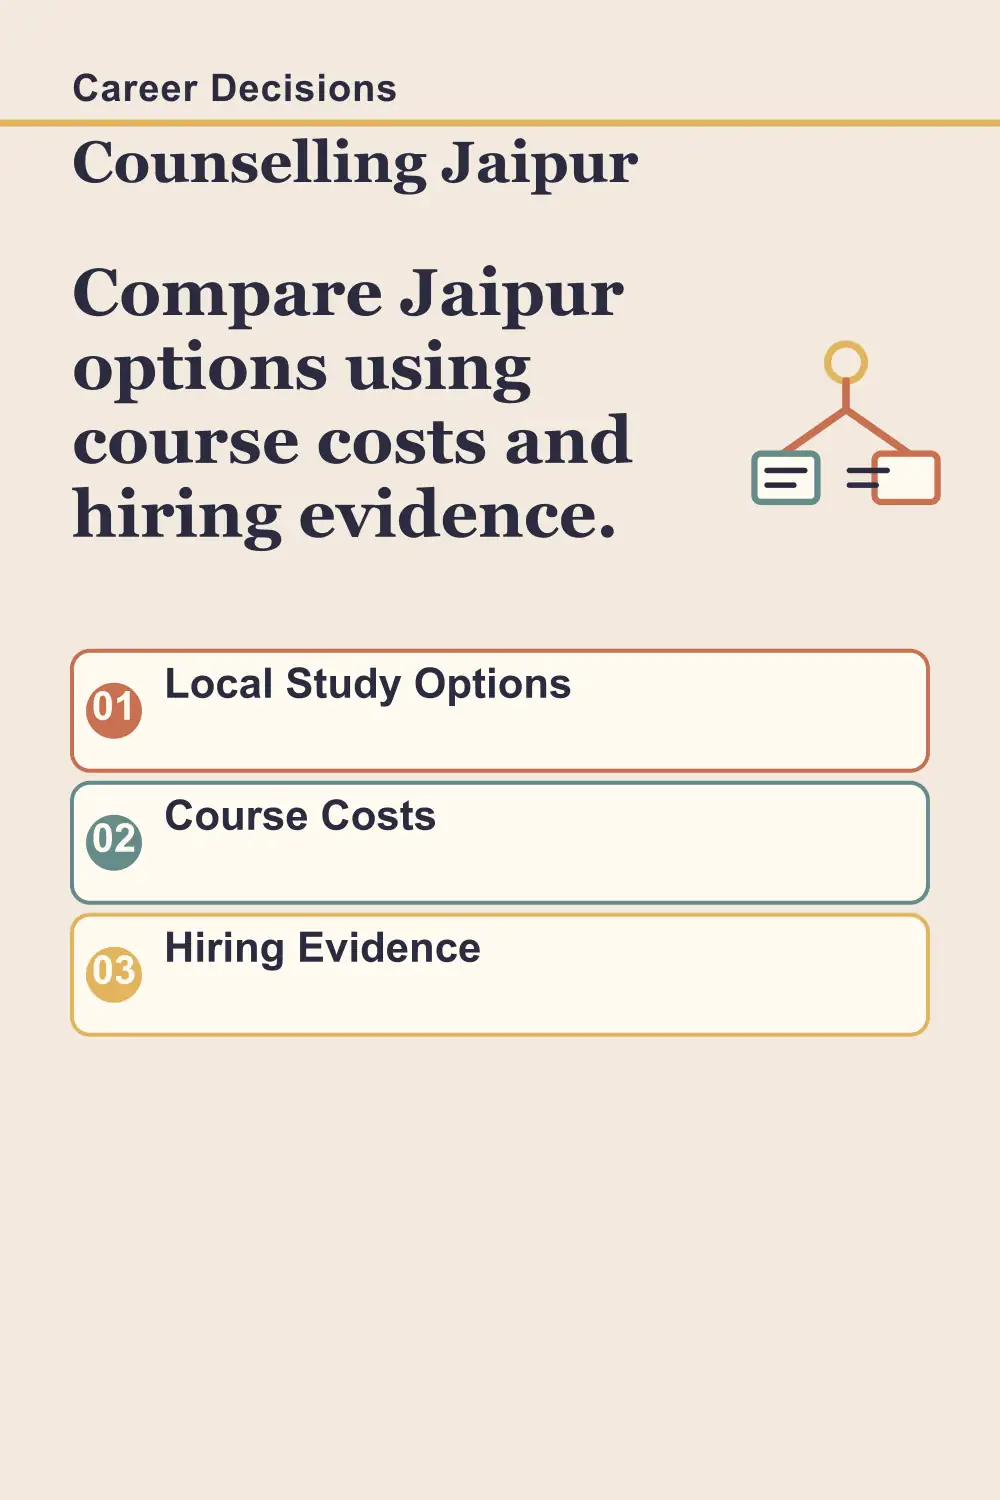 Career Decisions
Counselling Jaipur
Compare Jaipur
options using
course costs and
hiring evidence.
01 Local Study Options
02 Course Costs
03 Hiring Evidence